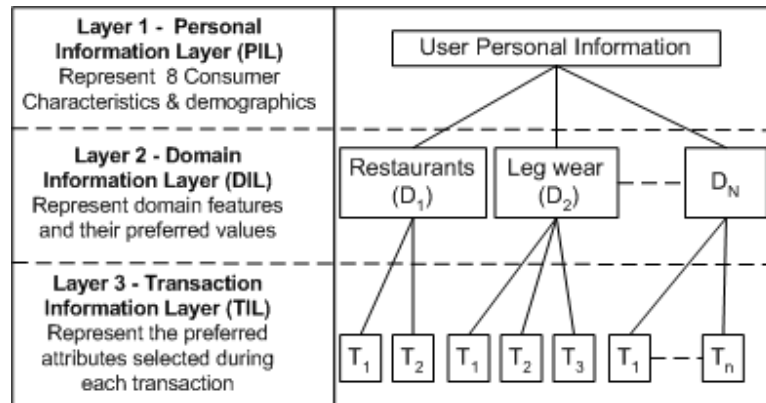 Layer 1 - Personal
Information Layer (PIL)
Represent 8 Consumer
Characteristics & demographics
User Personal Information
Layer 2 - Domain
Information Layer (DIL)
Represent domain features
and their preferred values
Restaurants
(D₁)
Leg wear
(D₂)
D_N
Layer 3 - Transaction
Information Layer (TIL)
Represent the preferred
attributes selected during
each transaction
T₁
T₂
T₁
T₂
T₃
T₁
Tₙ